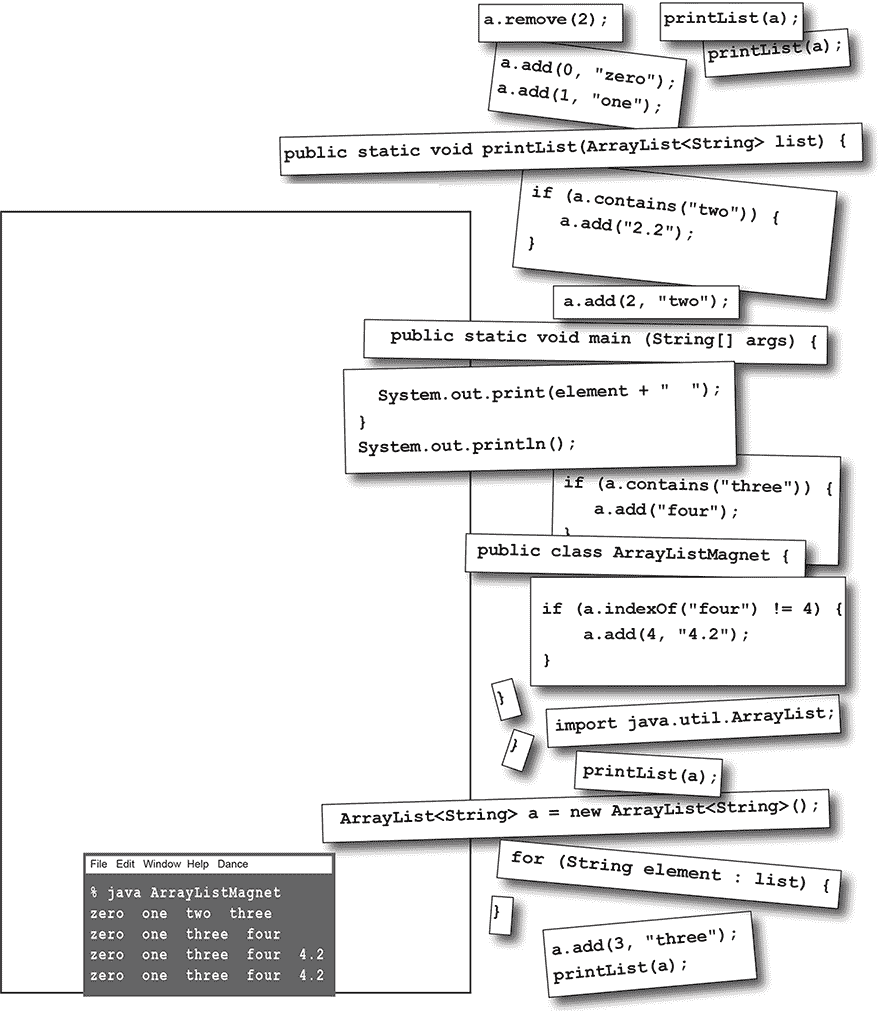 a.remove(2);
printList(a);
printList(a);
a.add(0, "zero");
a.add(1, "one");
public static void printList(ArrayList<String> list) {
if (a.contains("two")) {
a.add("2.2");
}
a.add(2, "two");
public static void main (String[] args) {
System.out.print(element + "  ");
}
System.out.println();
if (a.contains("three")) {
a.add("four");
}
public class ArrayListMagnet {
if (a.indexOf("four") != 4) {
a.add(4, "4.2");
}
}
import java.util.ArrayList;
}
printList(a);
ArrayList<String> a = new ArrayList<String>();
for (String element : list) {
}
a.add(3, "three");
printList(a);
File Edit Window Help Dance
% java ArrayListMagnet
zero one two three
zero one three four
zero one three four 4.2
zero one three four 4.2